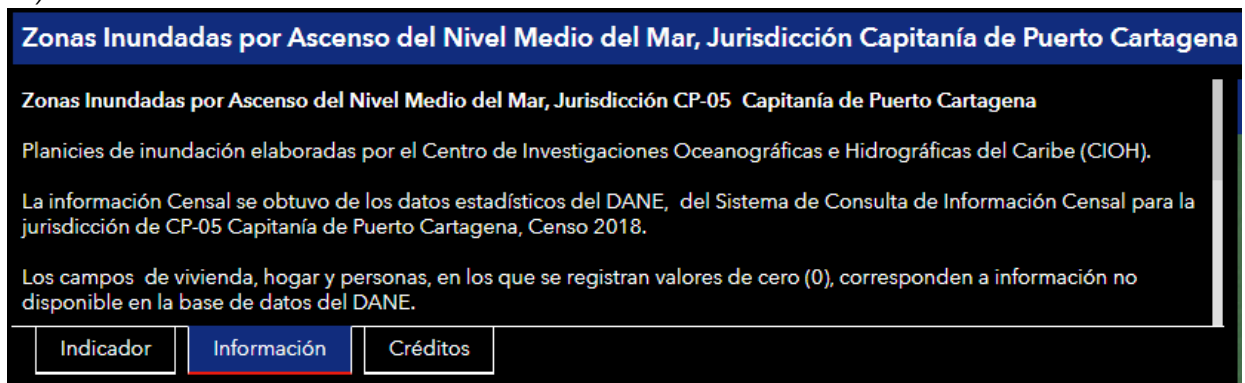 Zonas Inundadas por Ascenso del Nivel Medio del Mar, Jurisdicción Capitanía de Puerto Cartagena
Zonas Inundadas por Ascenso del Nivel Medio del Mar, Jurisdicción CP-05 Capitanía de Puerto Cartagena
Planicies de inundación elaboradas por el Centro de Investigaciones Oceanográficas e Hidrográficas del Caribe (CIOH).
La información Censal se obtuvo de los datos estadísticos del DANE, del Sistema de Consulta de Información Censal para la
jurisdicción de CP-05 Capitanía de Puerto Cartagena, Censo 2018.
Los campos de vivienda, hogar y personas, en los que se registran valores de cero (0), corresponden a información no
disponible en la base de datos del DANE.
Indicador Información Créditos